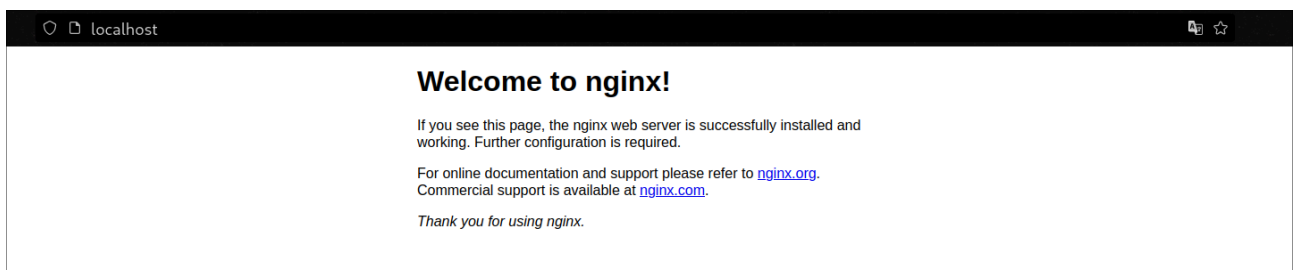 localhost
Welcome to nginx!
If you see this page, the nginx web server is successfully installed and
working. Further configuration is required.
For online documentation and support please refer to nginx.org.
Commercial support is available at nginx.com.
Thank you for using nginx.